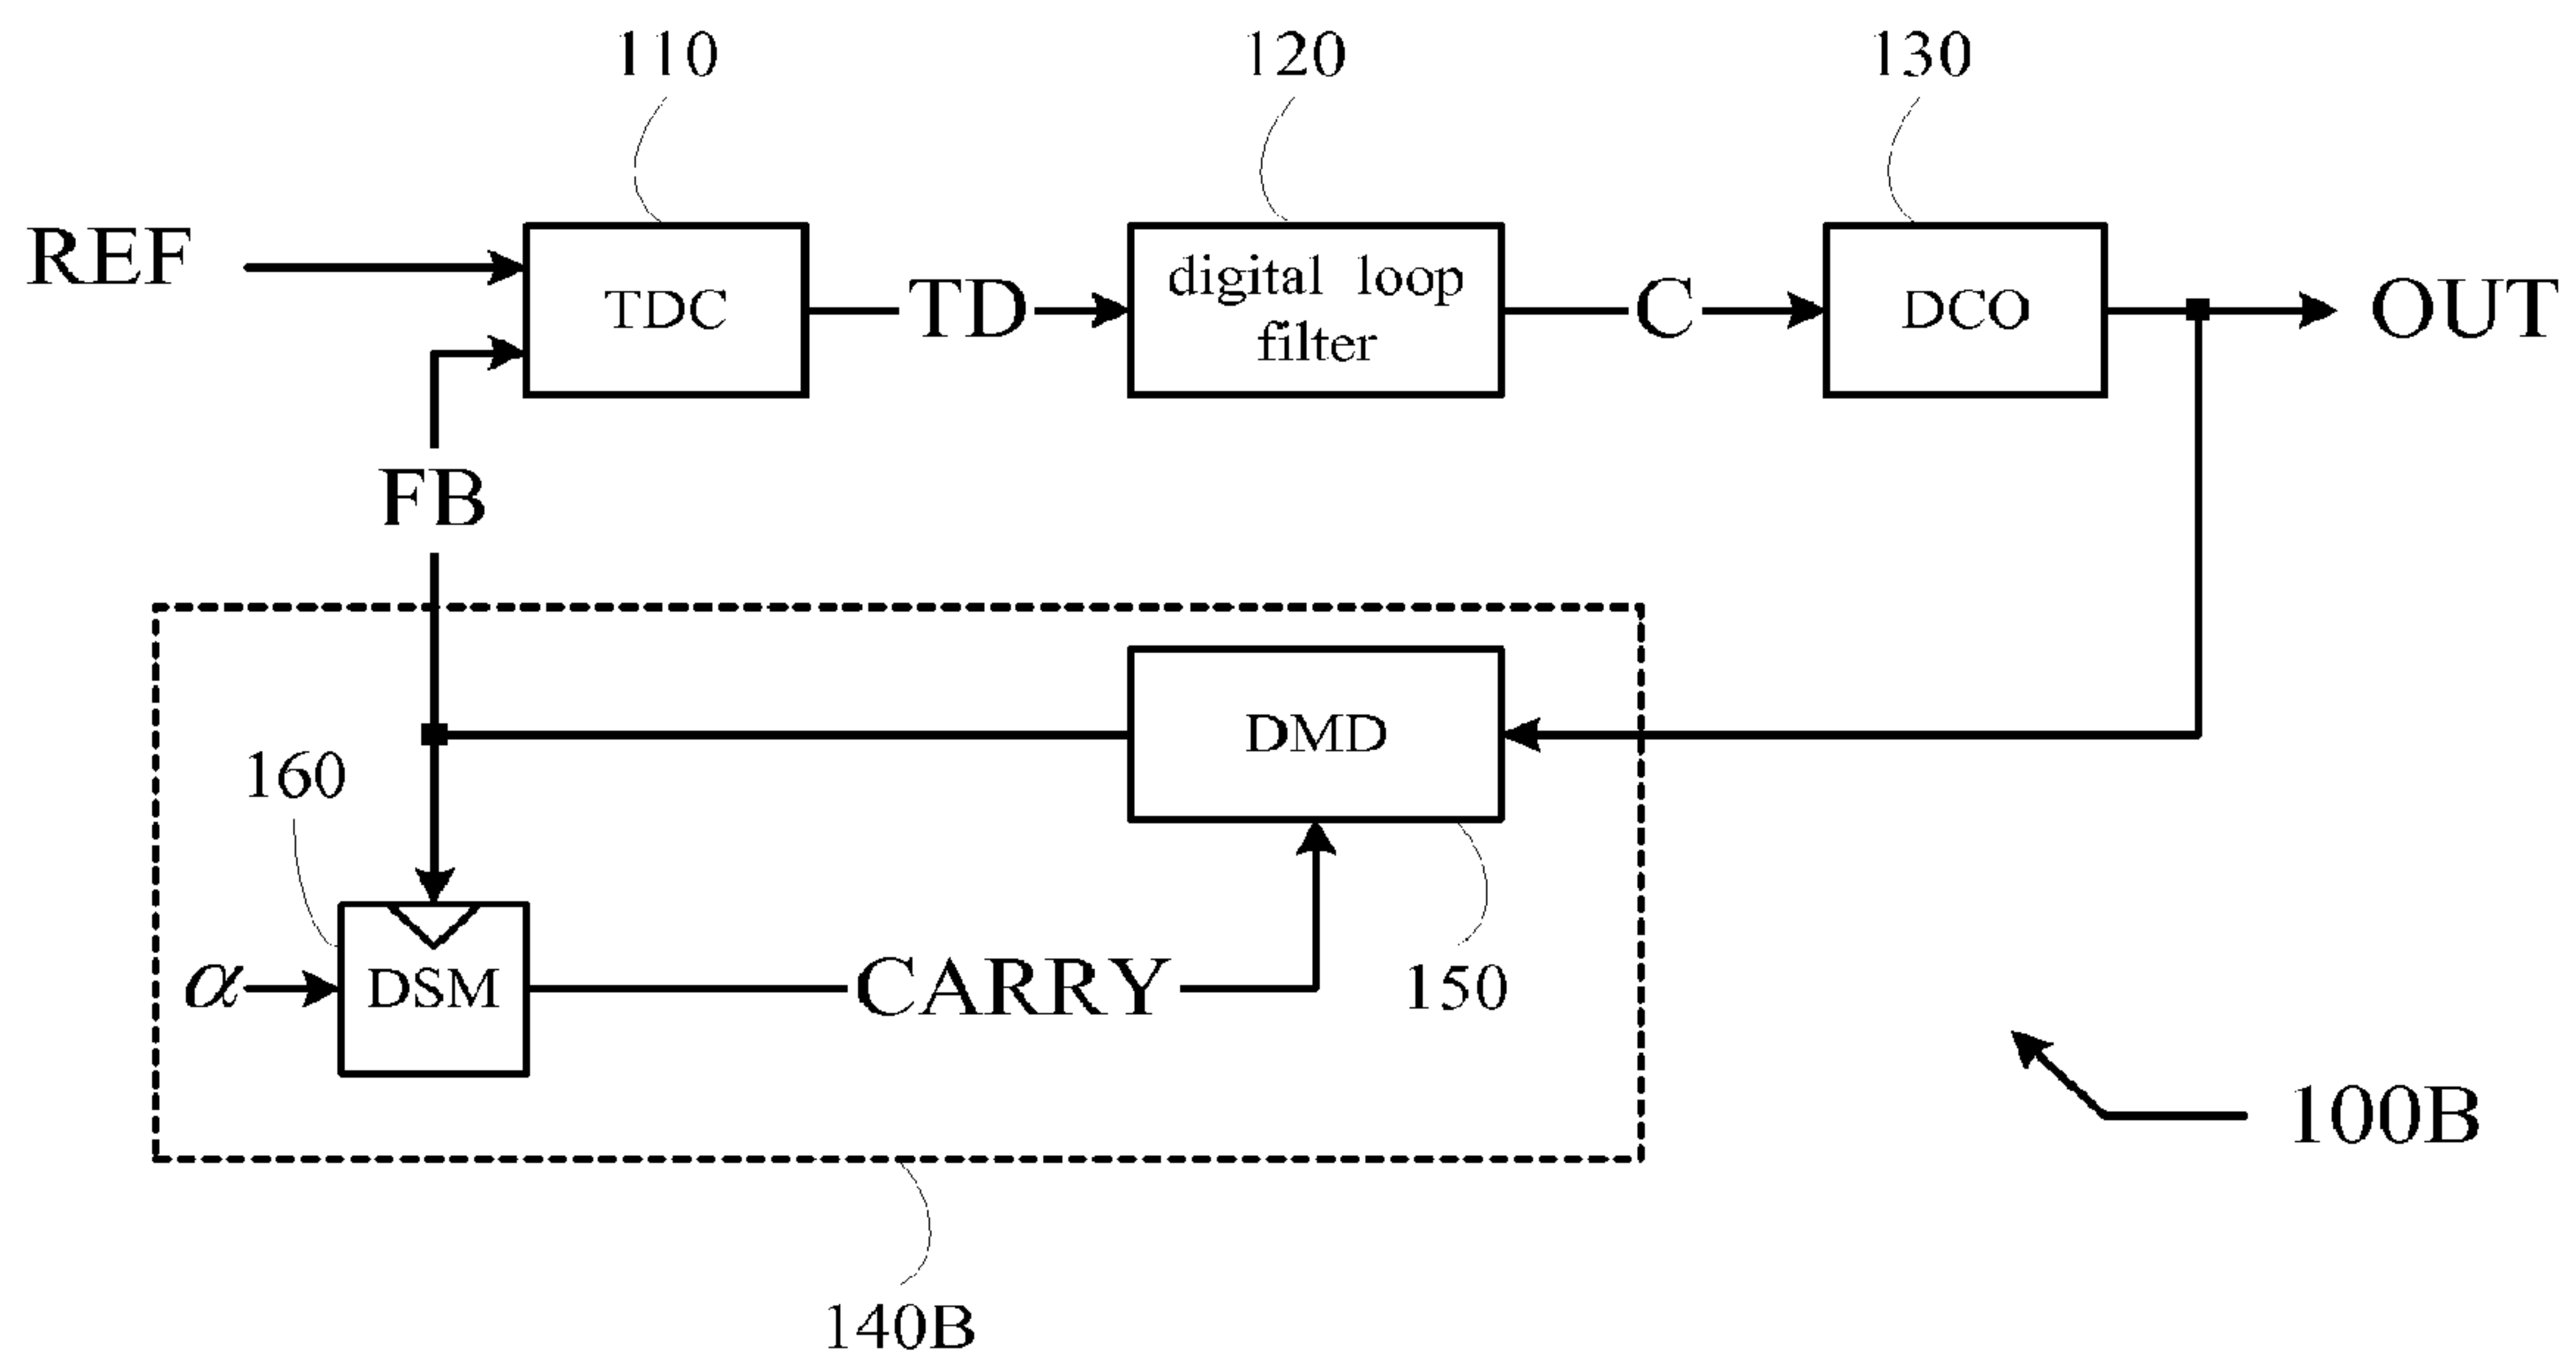 110
120
130
REF
TDC
TD
digital loop
filter
C
DCO
OUT
FB
DMD
160
α
DSM
CARRY
150
100B
140B